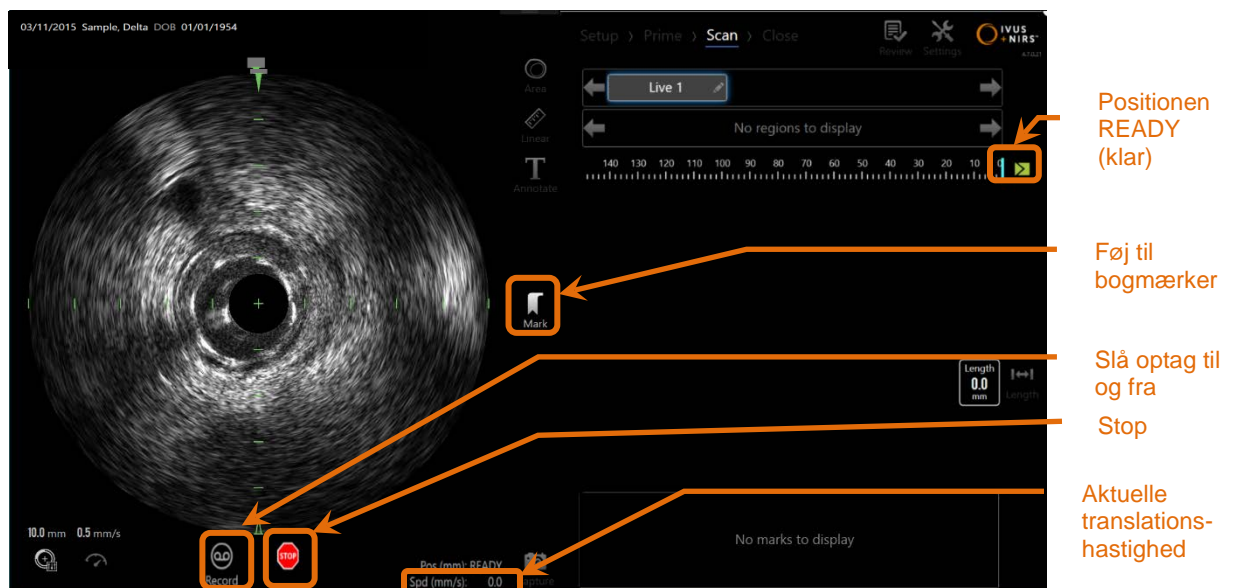 03/11/2015 Sample, Delta DOB 01/01/1954
Setup › Prime › Scan › Close
Review
Settings
IVUS
+NIRS™
Area
Live 1
Linear
No regions to display
Annotate
140 130 120 110 100 90 80 70 60 50 40 30 20 10 0
Positionen
READY
(klar)
Mark
Føj til
bogmærker
Length
0.0
mm
Length
Slå optag til
og fra
Stop
10.0 mm 0.5 mm/s
Record
STOP
Pos (mm): READY
Spd (mm/s): 0.0
No marks to display
Aktuelle
translations-
hastighed